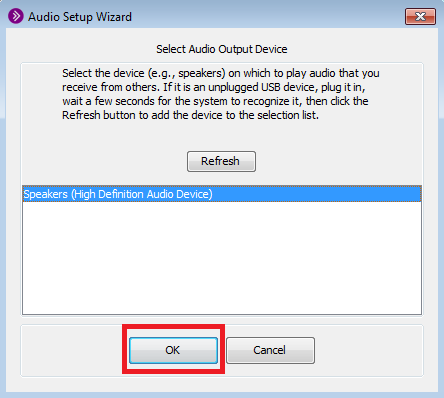 Audio Setup Wizard
Select Audio Output Device
Select the device (e.g., speakers) on which to play audio that you
receive from others. If it is an unplugged USB device, plug it in,
wait a few seconds for the system to recognize it, then click the
Refresh button to add the device to the selection list.
Refresh
Speakers (High Definition Audio Device)
OK
Cancel